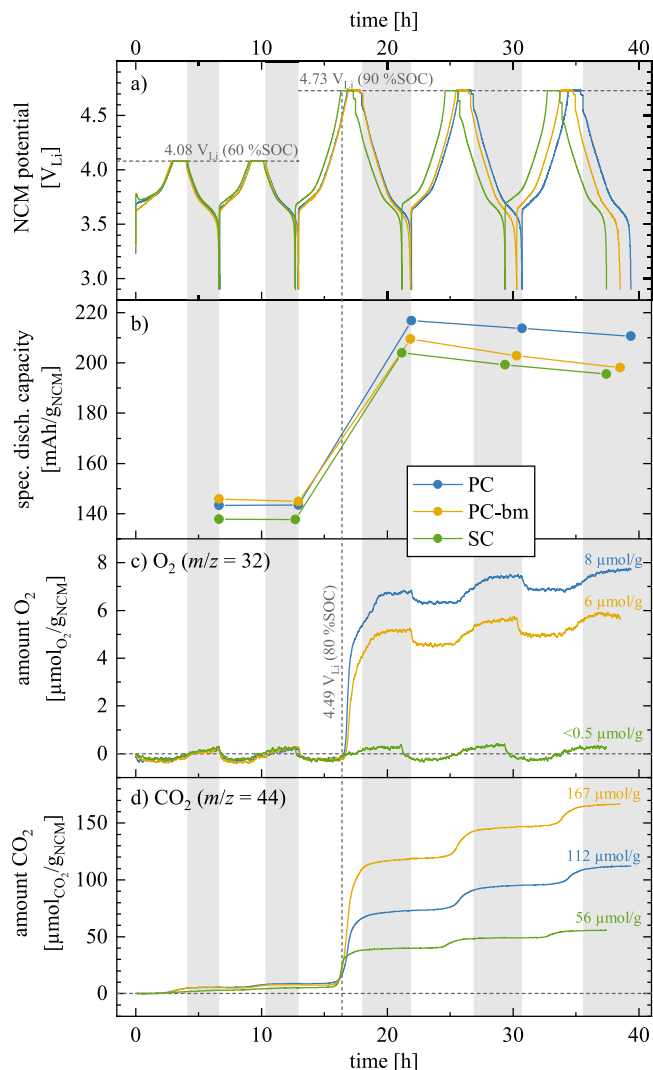 time [h]
0 10 20 30 40
a)
4.73 V_Li (90 %SOC)
4.08 V_Li (60 %SOC)
NCM potential
[V_Li]
4.5
4.0
3.5
3.0
b)
spec. disch. capacity
[mAh/g_NCM]
220
200
180
160
140
PC
PC-bm
SC
c) O₂ (m/z = 32)
amount O₂
[µmol_O₂/g_NCM]
8
6
4
2
0
4.49 V_Li (80 %SOC)
8 µmol/g
6 µmol/g
<0.5 µmol/g
d) CO₂ (m/z = 44)
amount CO₂
[µmol_CO₂/g_NCM]
150
100
50
0
167 µmol/g
112 µmol/g
56 µmol/g
0 10 20 30 40
time [h]